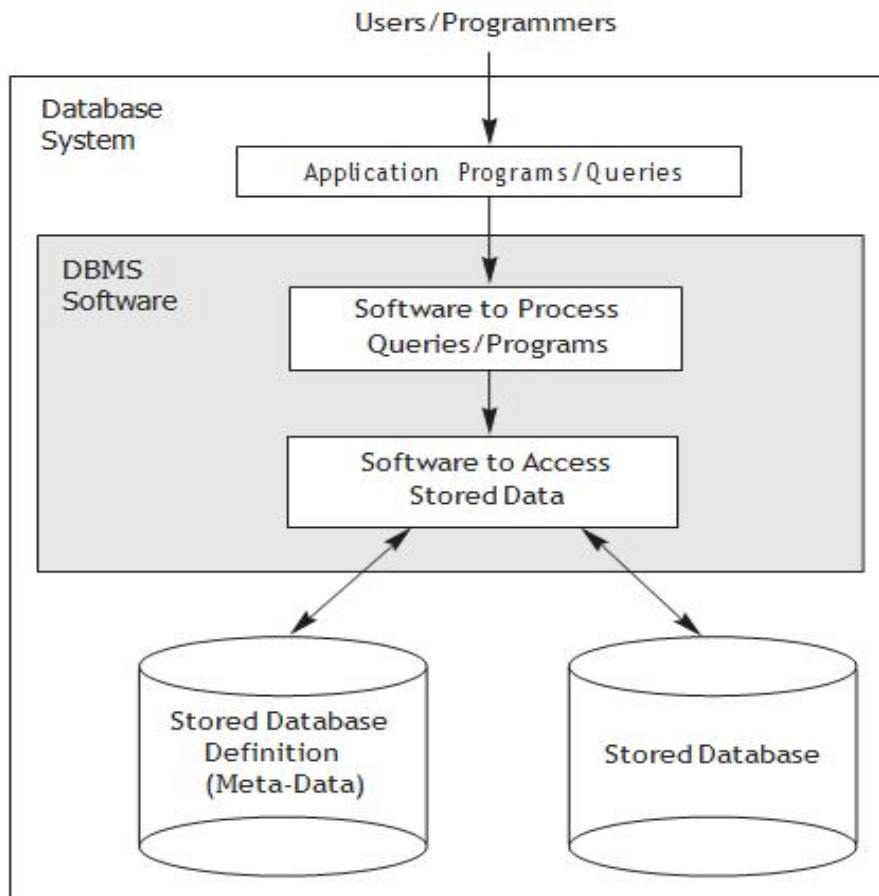 Users/Programmers
Database
System
Application Programs/Queries
DBMS
Software
Software to Process
Queries/Programs
Software to Access
Stored Data
Stored Database
Definition
(Meta-Data)
Stored Database